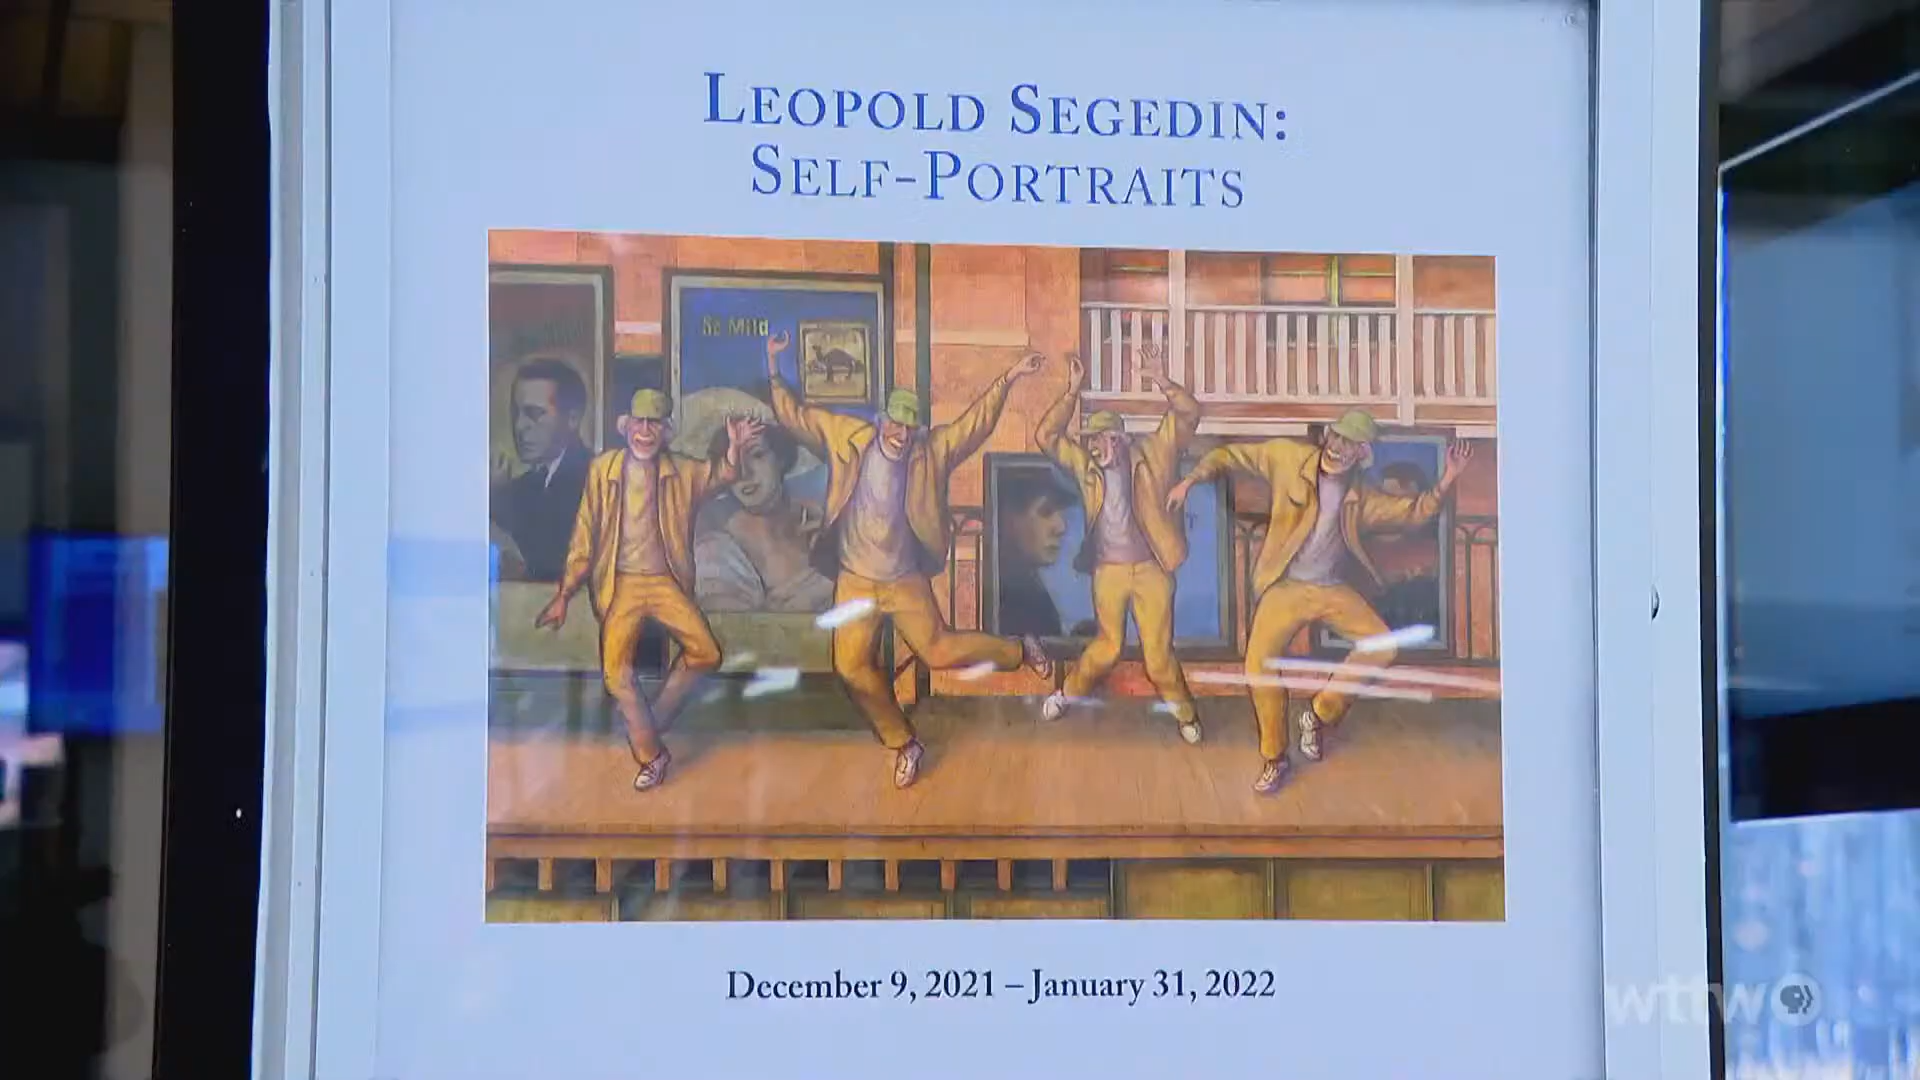 LEOPOLD SEGEDIN:
SELF-PORTRAITS
So Mild
December 9, 2021 – January 31, 2022
wttw